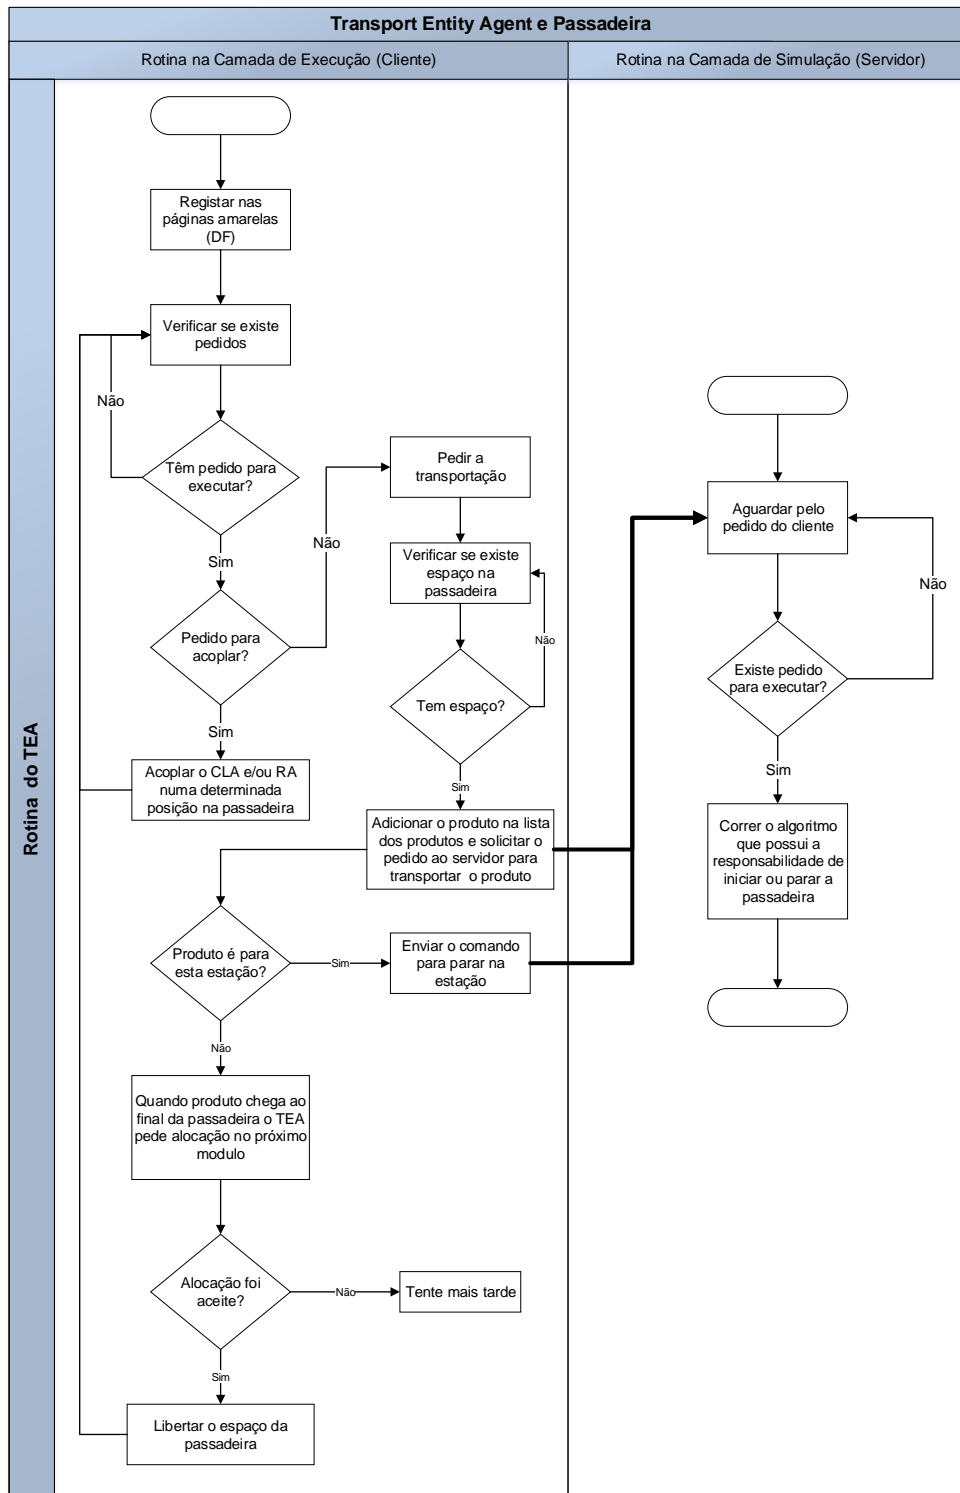 Transport Entity Agent e Passadeira
Rotina na Camada de Execução (Cliente)
Rotina na Camada de Simulação (Servidor)
Rotina do TEA
Registar nas
páginas amarelas
(DF)
Verificar se existe
pedidos
Não
Têm pedido para
executar?
Sim
Pedido para
acoplar?
Não
Sim
Acoplar o CLA e/ou RA
numa determinada
posição na passadeira
Pedir a
transportação
Verificar se existe
espaço na
passadeira
Não
Tem espaço?
Sim
Adicionar o produto na lista
dos produtos e solicitar o
pedido ao servidor para
transportar o produto
Produto é para
esta estação?
Sim
Enviar o comando
para parar na
estação
Não
Quando produto chega ao
final da passadeira o TEA
pede alocação no próximo
modulo
Alocação foi
aceite?
Não
Tente mais tarde
Sim
Libertar o espaço da
passadeira
Aguardar pelo
pedido do cliente
Não
Existe pedido
para executar?
Sim
Correr o algoritmo
que possui a
responsabilidade de
iniciar ou parar a
passadeira